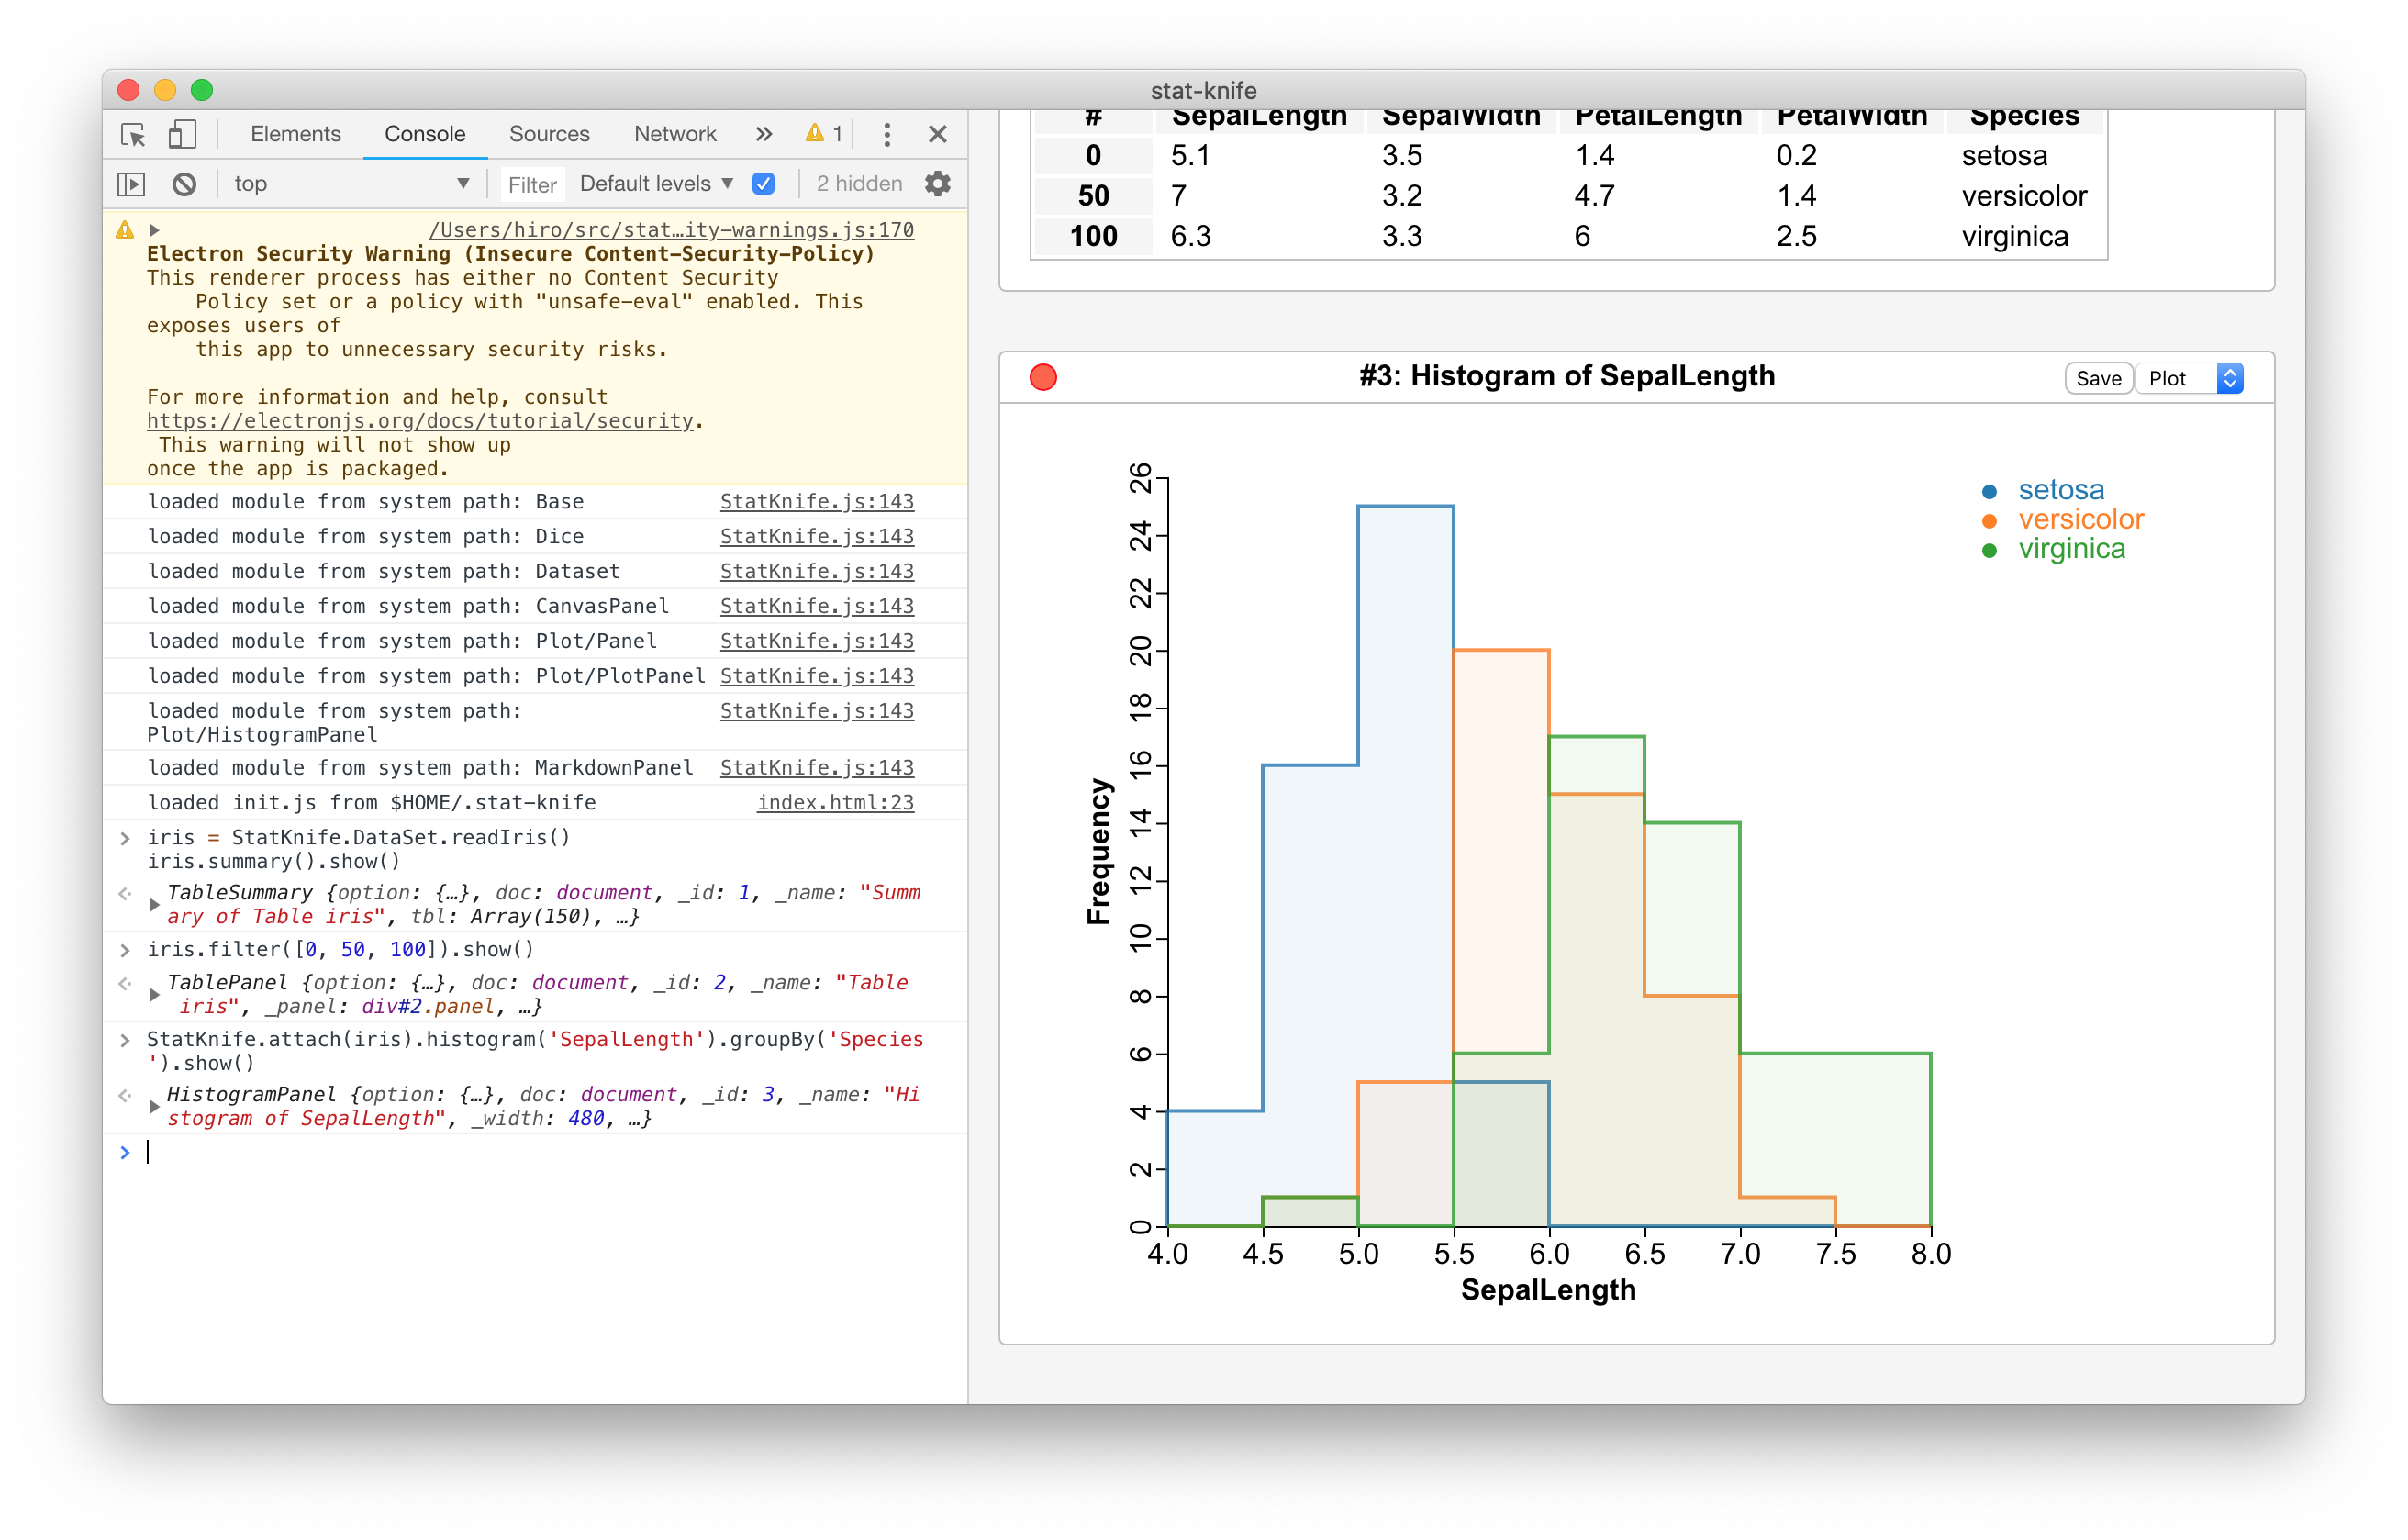 stat-knife
Elements Console Sources Network » 1
top ▼ Filter Default levels ▼ 2 hidden
/Users/hiro/src/stat…ity-warnings.js:170
Electron Security Warning (Insecure Content-Security-Policy)
This renderer process has either no Content Security
Policy set or a policy with "unsafe-eval" enabled. This
exposes users of
this app to unnecessary security risks.
For more information and help, consult
https://electronjs.org/docs/tutorial/security.
This warning will not show up
once the app is packaged.
loaded module from system path: Base StatKnife.js:143
loaded module from system path: Dice StatKnife.js:143
loaded module from system path: Dataset StatKnife.js:143
loaded module from system path: CanvasPanel StatKnife.js:143
loaded module from system path: Plot/Panel StatKnife.js:143
loaded module from system path: Plot/PlotPanel StatKnife.js:143
loaded module from system path: StatKnife.js:143
Plot/HistogramPanel
loaded module from system path: MarkdownPanel StatKnife.js:143
loaded init.js from $HOME/.stat-knife index.html:23
> iris = StatKnife.DataSet.readIris()
iris.summary().show()
TableSummary {option: {…}, doc: document, _id: 1, _name: "Summ
ary of Table iris", tbl: Array(150), …}
> iris.filter([0, 50, 100]).show()
TablePanel {option: {…}, doc: document, _id: 2, _name: "Table
iris", _panel: div#2.panel, …}
> StatKnife.attach(iris).histogram('SepalLength').groupBy('Species
').show()
HistogramPanel {option: {…}, doc: document, _id: 3, _name: "Hi
stogram of SepalLength", _width: 480, …}
>
# SepalLength SepalWidth PetalLength PetalWidth Species
0 5.1 3.5 1.4 0.2 setosa
50 7 3.2 4.7 1.4 versicolor
100 6.3 3.3 6 2.5 virginica
#3: Histogram of SepalLength Save Plot
setosa
versicolor
virginica
Frequency
26
24
22
20
18
16
14
12
10
8
6
4
2
0
4.0 4.5 5.0 5.5 6.0 6.5 7.0 7.5 8.0
SepalLength